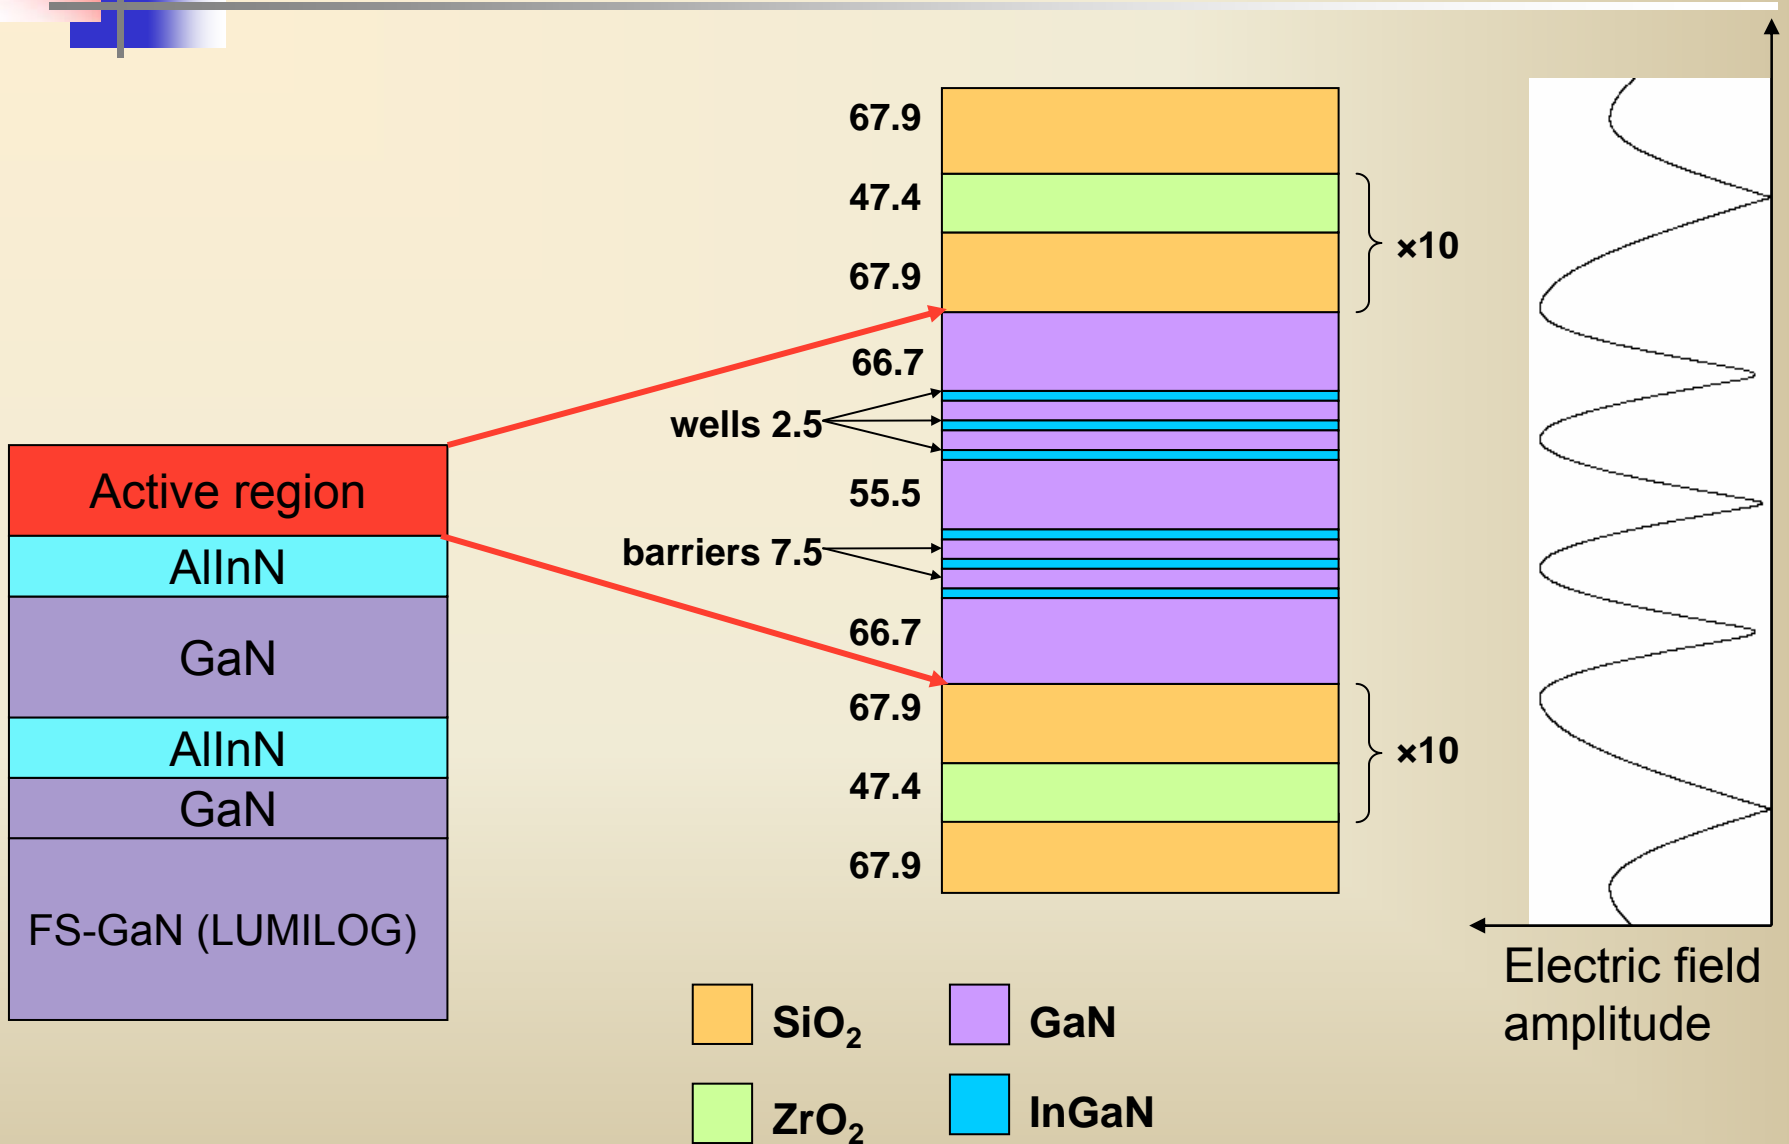 67.9
47.4
×10
67.9
66.7
wells 2.5
55.5
barriers 7.5
66.7
67.9
×10
47.4
67.9
Active region
AlInN
GaN
AlInN
GaN
FS-GaN (LUMILOG)
Electric field
amplitude
SiO₂
GaN
ZrO₂
InGaN